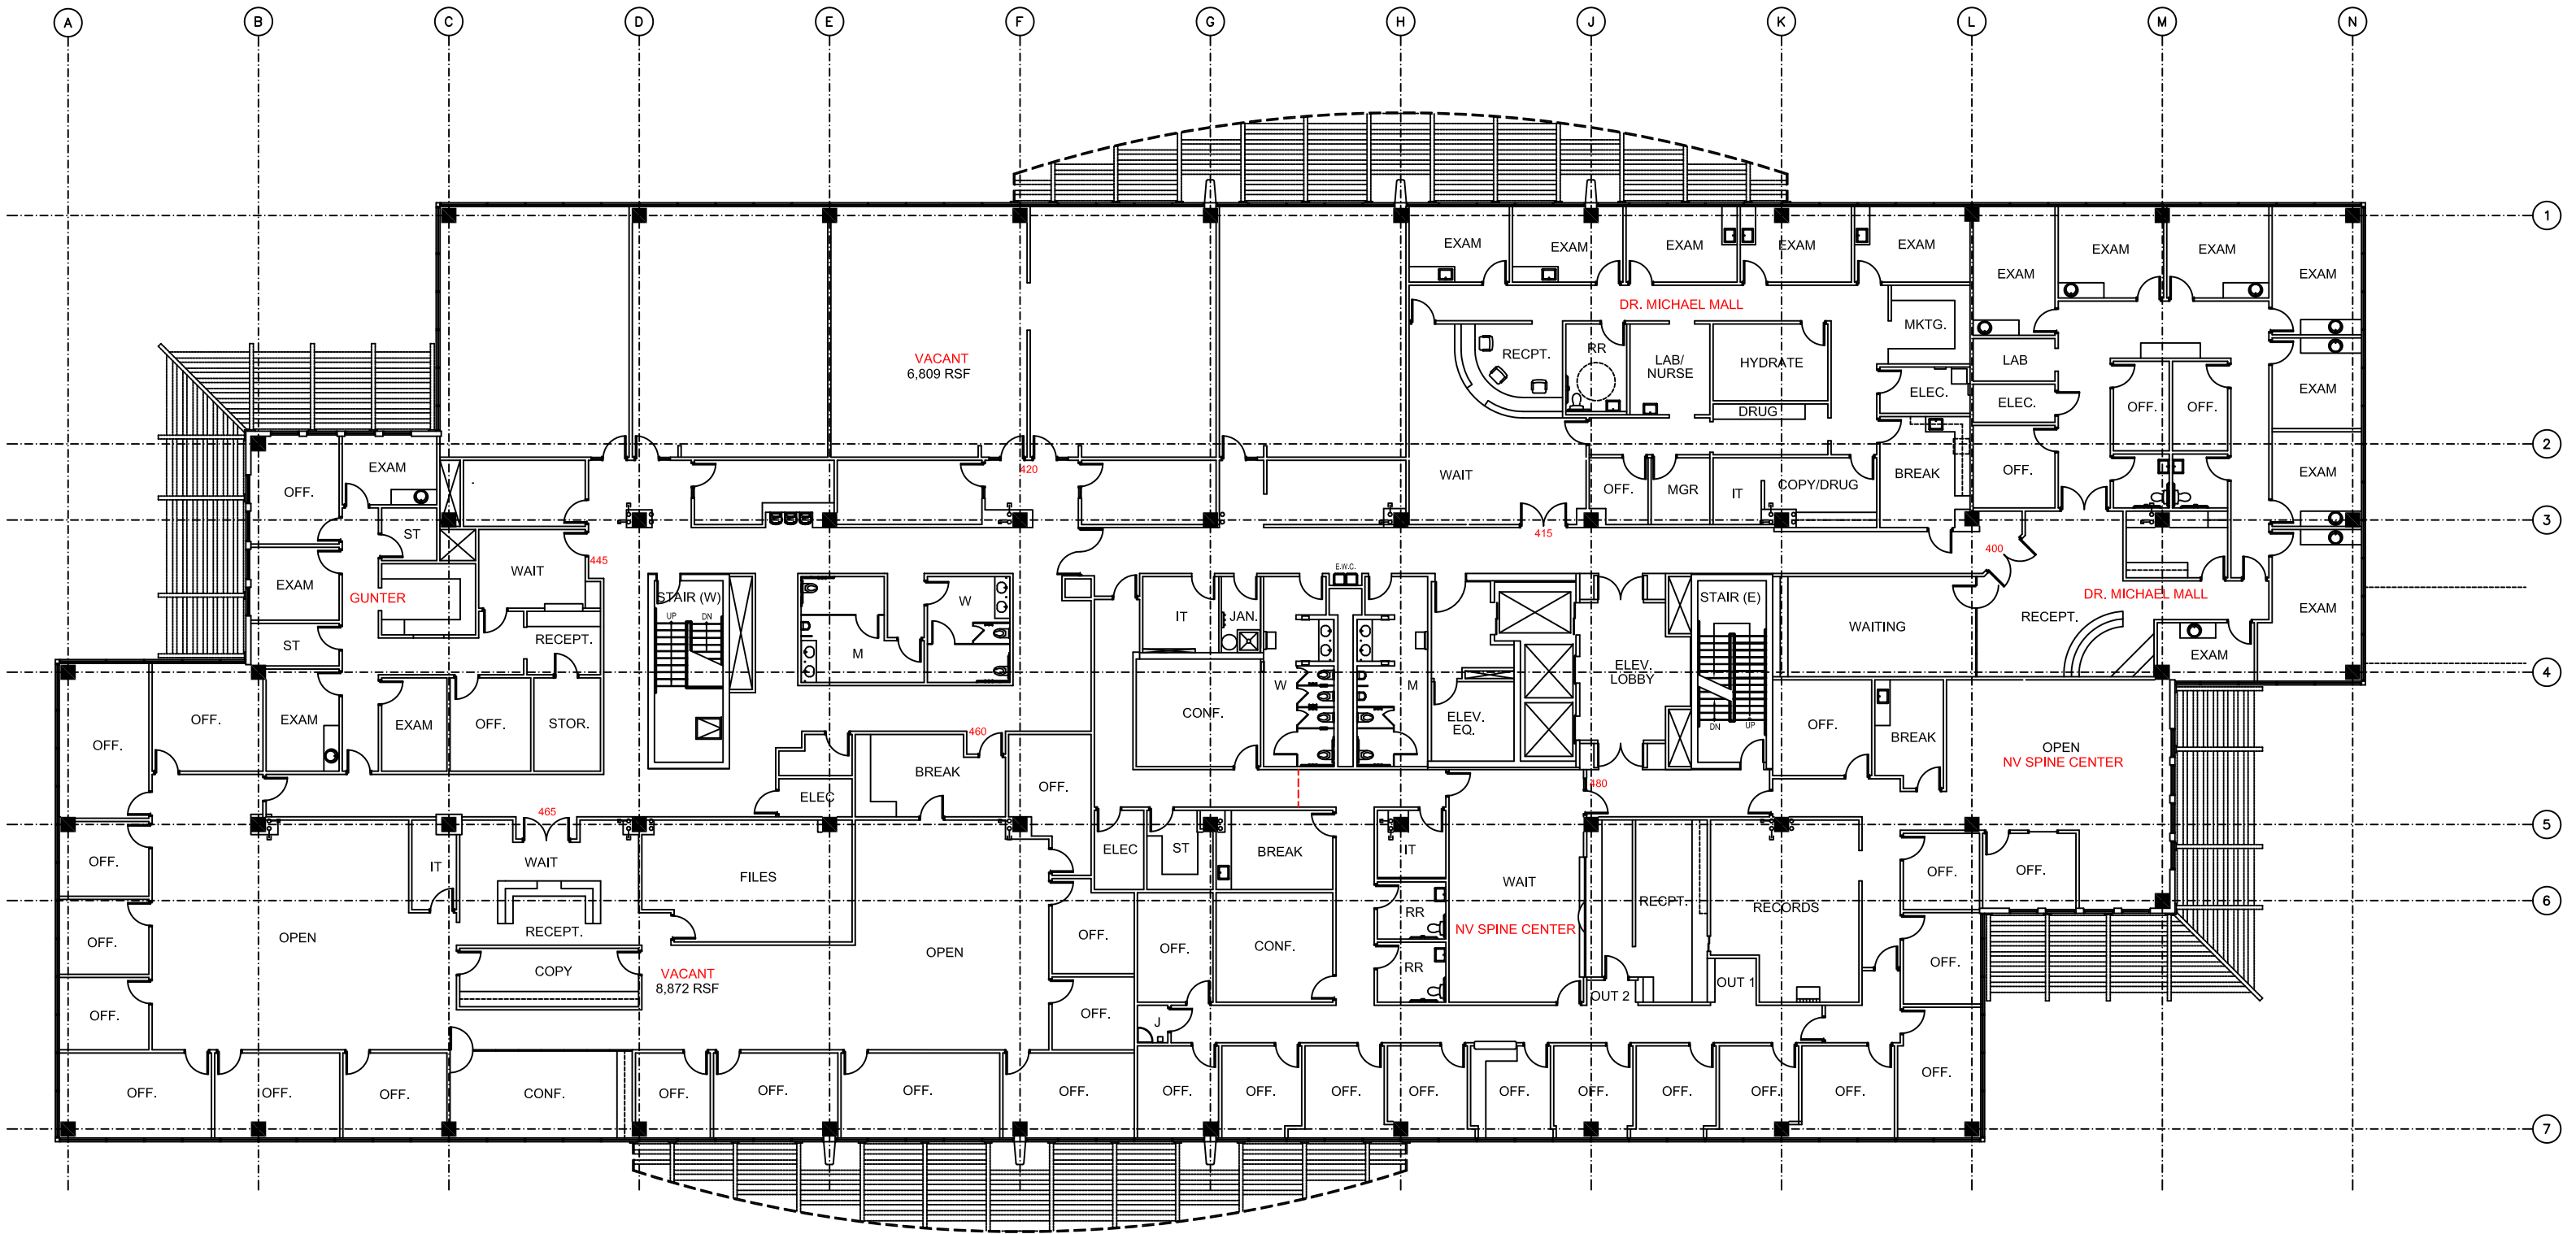 A B C D E F G H J K L M N
1
EXAM EXAM EXAM EXAM EXAM
EXAM EXAM EXAM EXAM
DR. MICHAEL MALL
MKTG.
VACANT
6,809 RSF
RECPT.
RR
LAB/
NURSE
HYDRATE
LAB
EXAM
DRUG
ELEC.
ELEC.
OFF. OFF.
2
420
EXAM
OFF.
WAIT
OFF.
MGR
IT
COPY/DRUG
BREAK
OFF.
EXAM
3
ST
415
400
445
WAIT
EXAM
GUNTER
E.W.C.
STAIR (W)
UP DN
W
IT
JAN.
STAIR (E)
DR. MICHAEL MALL
EXAM
RECEPT.
WAITING
RECEPT.
ST
M
EXAM
4
ELEV.
LOBBY
W
M
CONF.
ELEV.
EQ.
DN UP
OFF.
OFF.
EXAM
EXAM
OFF.
STOR.
460
OFF.
BREAK
OPEN
NV SPINE CENTER
BREAK
OFF.
ELEC
480
465
5
OFF.
IT
WAIT
FILES
ELEC
ST
BREAK
IT
WAIT
OFF.
OFF.
6
RECPT.
RECORDS
RR
NV SPINE CENTER
OFF.
OPEN
RECEPT.
OPEN
OFF.
OFF.
CONF.
COPY
VACANT
8,872 RSF
RR
OUT 2
OUT 1
OFF.
OFF.
OFF.
J
OFF. OFF. OFF. CONF. OFF. OFF. OFF. OFF. OFF. OFF. OFF. OFF. OFF. OFF. OFF. OFF. OFF. OFF.
7